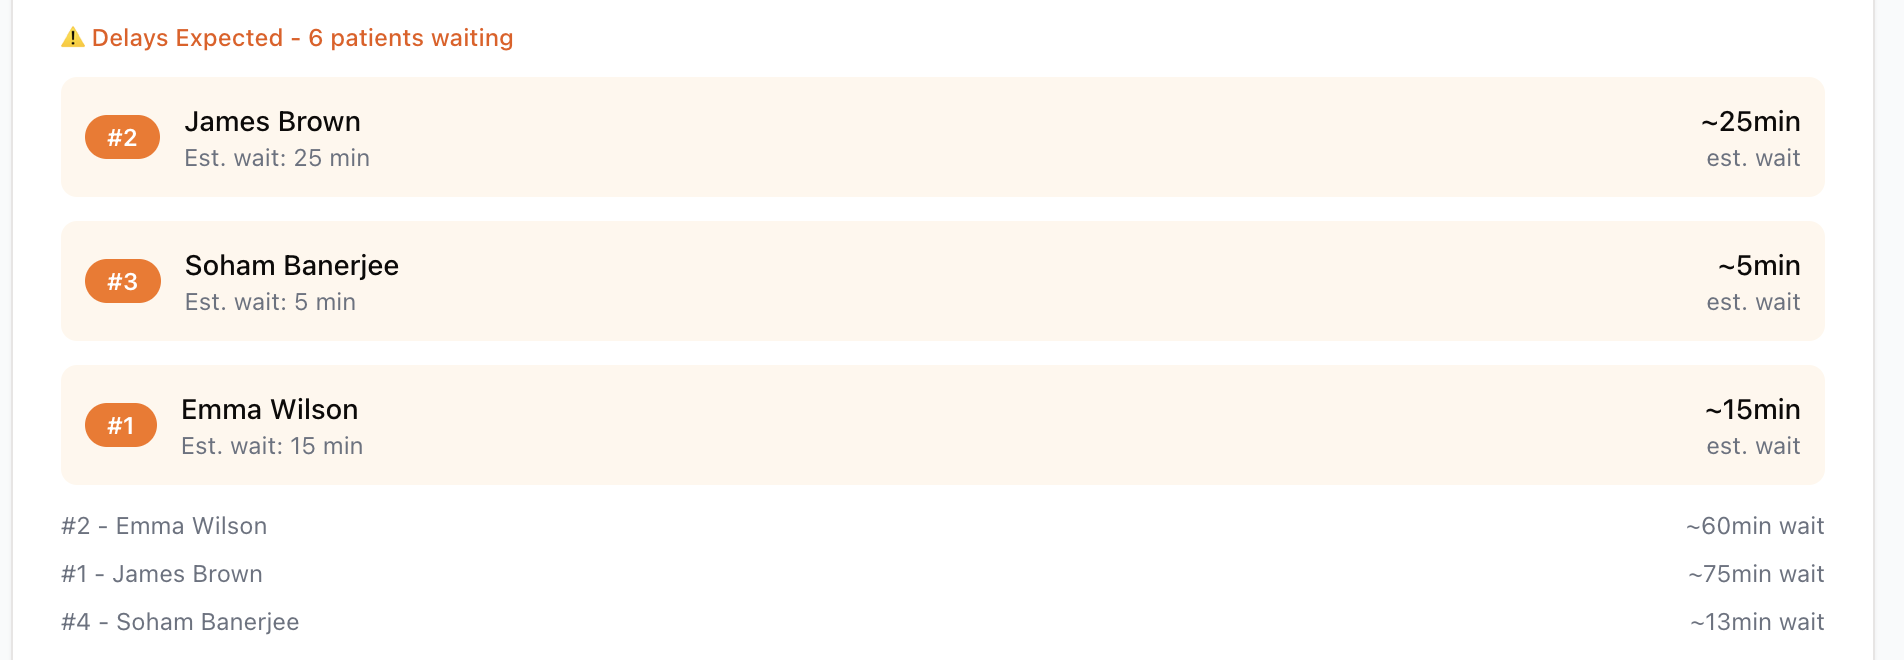 ⚠️ Delays Expected - 6 patients waiting
#2
James Brown
Est. wait: 25 min
~25min
est. wait
#3
Soham Banerjee
Est. wait: 5 min
~5min
est. wait
#1
Emma Wilson
Est. wait: 15 min
~15min
est. wait
#2 - Emma Wilson ~60min wait
#1 - James Brown ~75min wait
#4 - Soham Banerjee ~13min wait